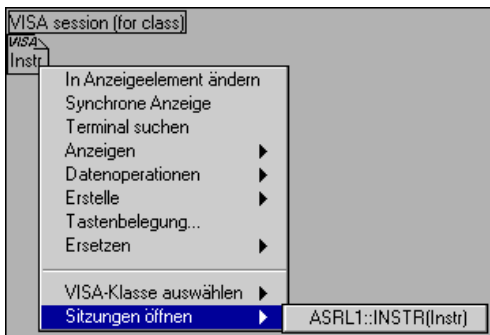 VISA session (for class)
VISA
Instr
In Anzeigeelement ändern
Synchrone Anzeige
Terminal suchen
Anzeigen
Datenoperationen
Erstelle
Tastenbelegung...
Ersetzen
VISA-Klasse auswählen
Sitzungen öffnen
ASRL1::INSTR(Instr)